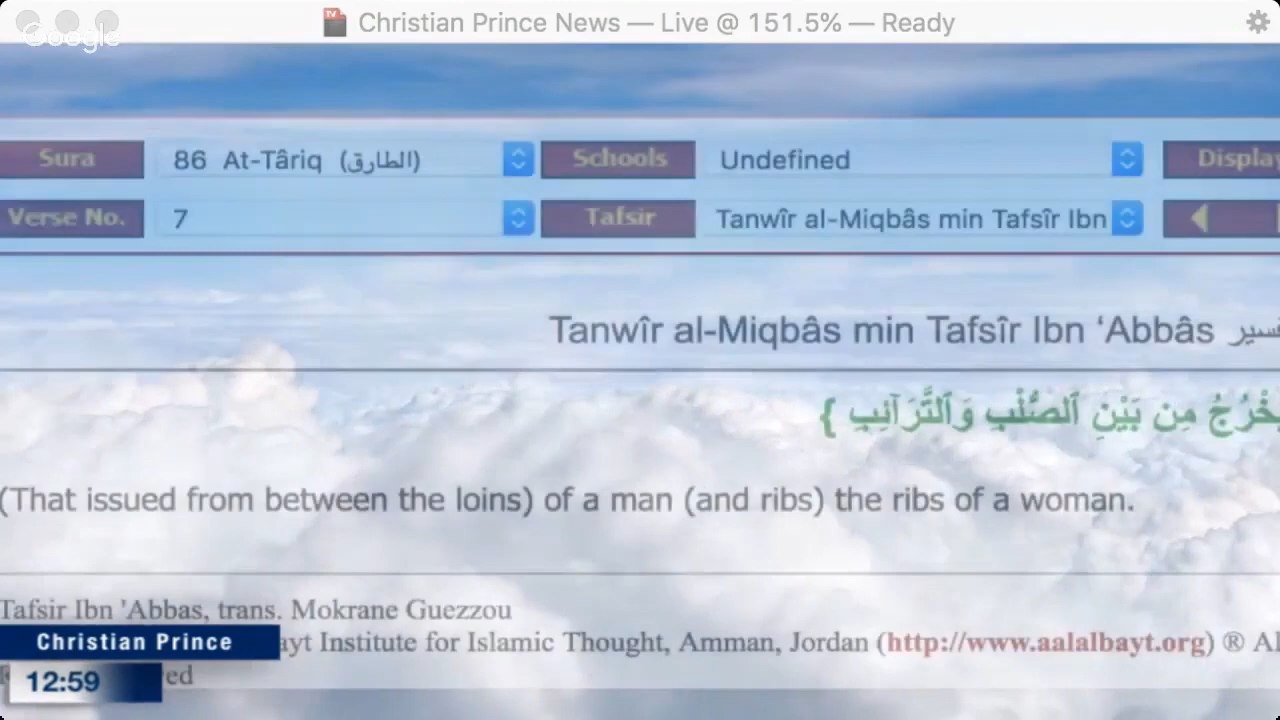 Christian Prince News — Live @ 151.5% — Ready
Google
Sura 86 At-Târiq (الطارق) Schools Undefined Display
Verse No. 7 Tafsir Tanwîr al-Miqbâs min Tafsîr Ibn
Tanwîr al-Miqbâs min Tafsîr Ibn ‘Abbâs
يَخْرُجُ مِن بَيْنِ ٱلصُّلْبِ وَٱلتَّرَآئِبِ }
(That issued from between the loins) of a man (and ribs) the ribs of a woman.
Tafsir Ibn 'Abbas, trans. Mokrane Guezzou
Christian Prince
ayt Institute for Islamic Thought, Amman, Jordan (http://www.aalalbayt.org) ® Al
12:59